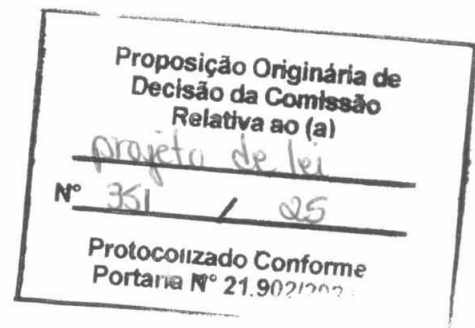 Proposição Originária de
Decisão da Comissão
Relativa ao (a)
projeto de lei
Nº 351 / 25
Protocolizado Conforme
Portaria Nº 21.902/202